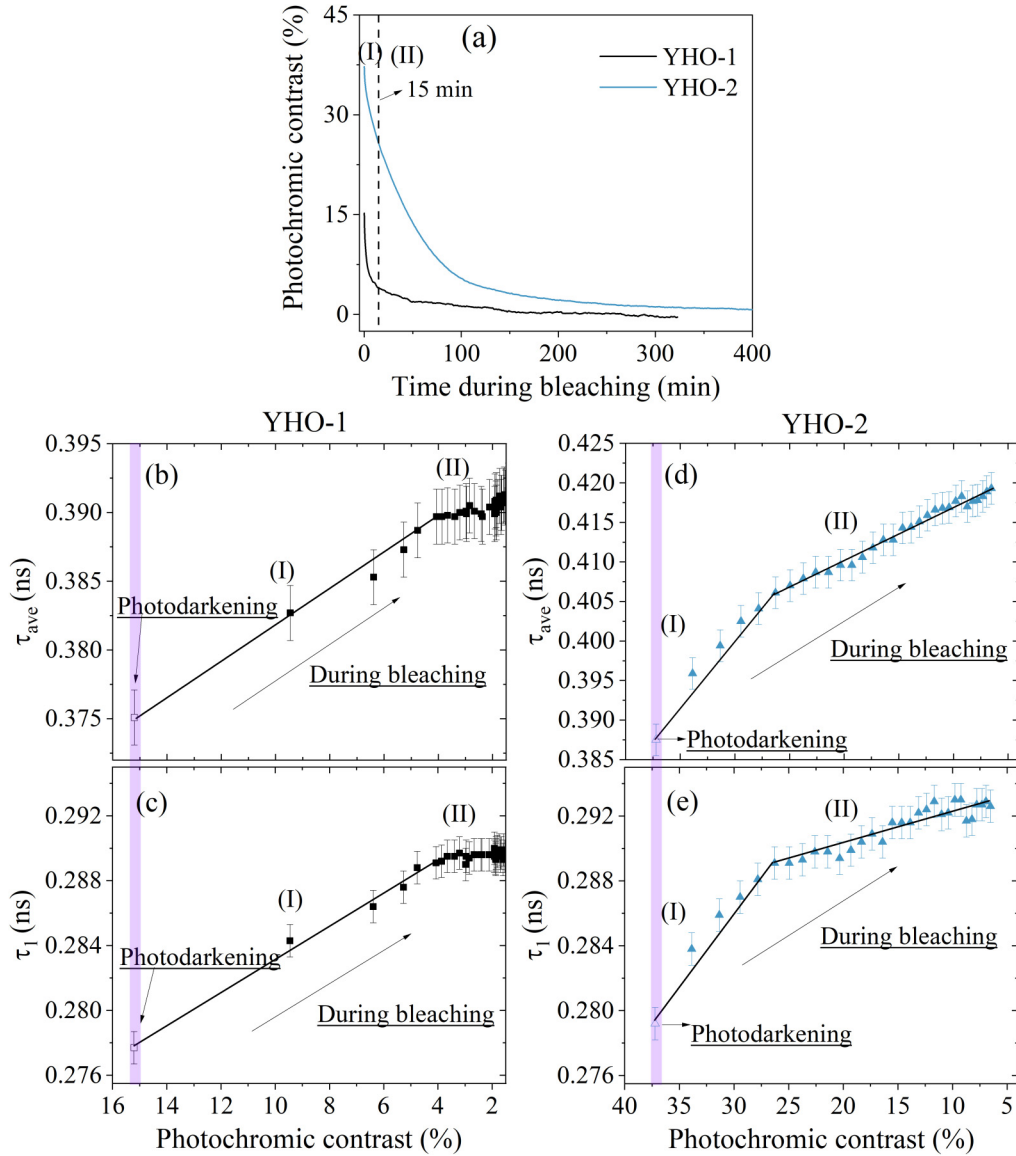 45
30
15
0
Photochromic contrast (%)
(I)
(II)
(a)
15 min
YHO-1
YHO-2
0
100
200
300
400
Time during bleaching (min)
YHO-1
0.395
0.390
0.385
0.380
0.375
τave (ns)
(b)
(I)
(II)
Photodarkening
During bleaching
YHO-2
0.425
0.420
0.415
0.410
0.405
0.400
0.395
0.390
0.385
τave (ns)
(d)
(I)
(II)
During bleaching
Photodarkening
0.292
0.288
0.284
0.280
0.276
τ1 (ns)
(c)
(I)
(II)
Photodarkening
During bleaching
16
14
12
10
8
6
4
2
Photochromic contrast (%)
0.292
0.288
0.284
0.280
0.276
τ1 (ns)
(e)
(I)
(II)
During bleaching
Photodarkening
40
35
30
25
20
15
10
5
Photochromic contrast (%)